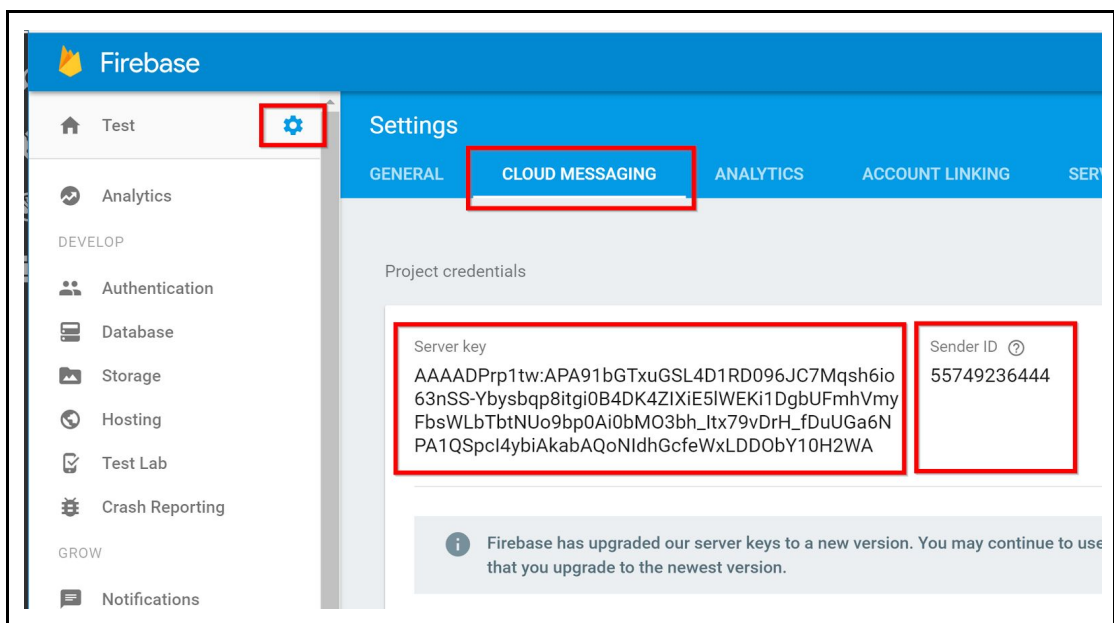 Firebase
Test
Analytics
DEVELOP
Authentication
Database
Storage
Hosting
Test Lab
Crash Reporting
GROW
Notifications
Settings
GENERAL CLOUD MESSAGING ANALYTICS ACCOUNT LINKING SERV
Project credentials
Server key
AAAADPrp1tw:APA91bGTxuGSL4D1RD096JC7Mqsh6io
63nSS-Ybysbqp8itgi0B4DK4ZIXiE5lWEKi1DgbUFmhVmy
FbsWLbTbtNUo9bp0Ai0bMO3bh_Itx79vDrH_fDuUGa6N
PA1QSpcI4ybiAkabAQoNIdhGcfeWxLDDObY10H2WA
Sender ID
55749236444
Firebase has upgraded our server keys to a new version. You may continue to use
that you upgrade to the newest version.